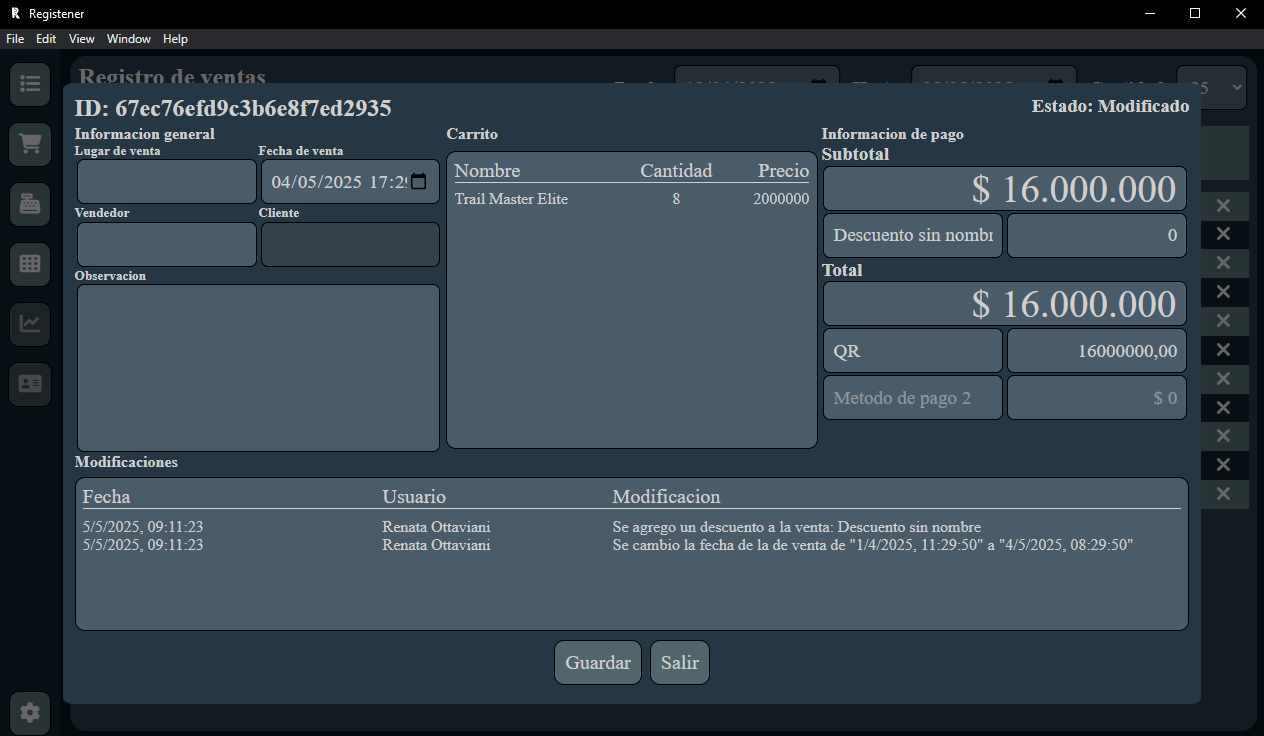 Registener
File Edit View Window Help
Registro de ventas
ID: 67ec76efd9c3b6e8f7ed2935
Estado: Modificado
Informacion general
Lugar de venta
Fecha de venta
04/05/2025 17:29
Vendedor
Cliente
Observacion
Carrito
Nombre Cantidad Precio
Trail Master Elite 8 2000000
Informacion de pago
Subtotal
$ 16.000.000
Descuento sin nombr 0
Total
$ 16.000.000
QR 16000000,00
Metodo de pago 2 $ 0
Modificaciones
Fecha Usuario Modificacion
5/5/2025, 09:11:23 Renata Ottaviani Se agrego un descuento a la venta: Descuento sin nombre
5/5/2025, 09:11:23 Renata Ottaviani Se cambio la fecha de la de venta de "1/4/2025, 11:29:50" a "4/5/2025, 08:29:50"
Guardar Salir